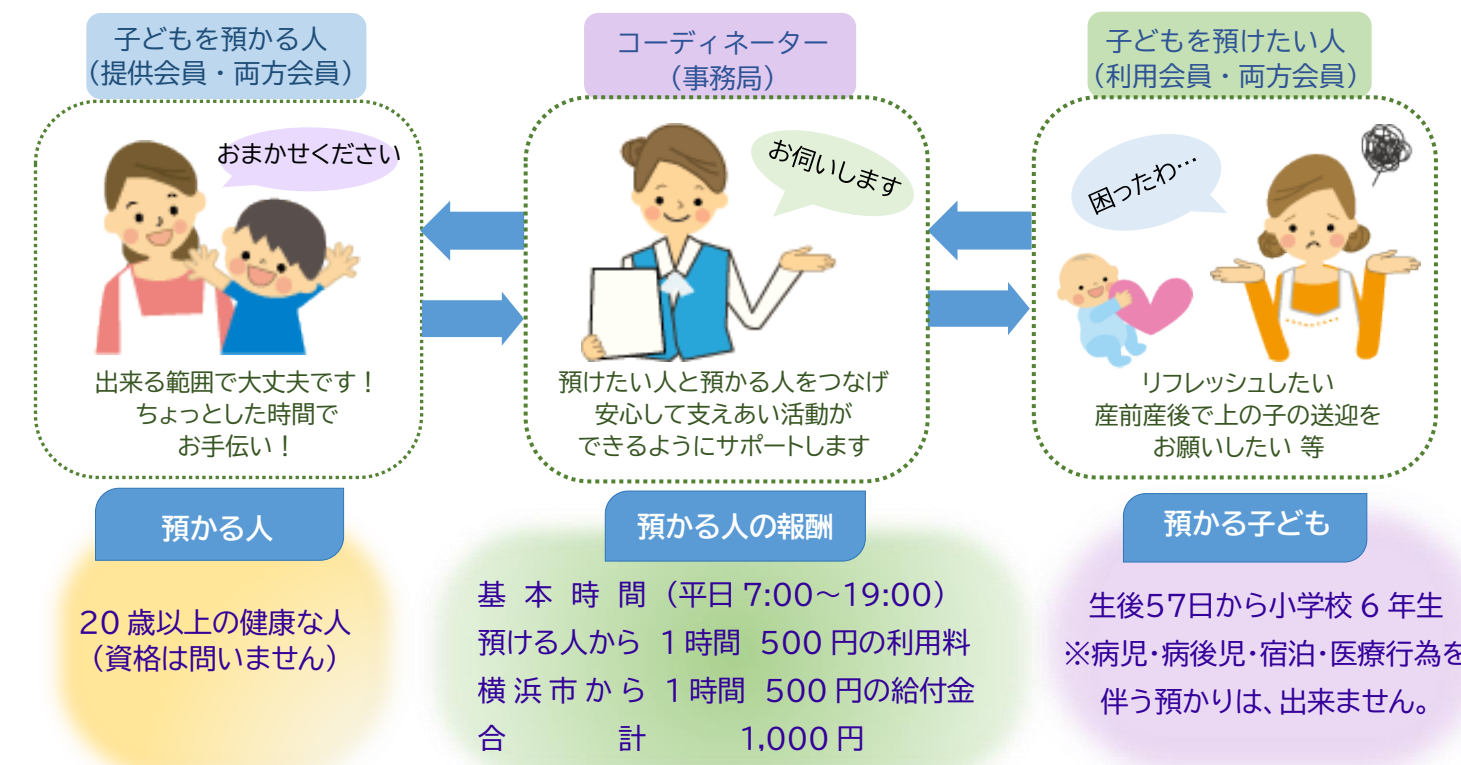 子どもを預かる人
（提供会員・両方会員）
おまかせください
出来る範囲で大丈夫です！
ちょっとした時間で
お手伝い！
コーディネーター
（事務局）
お伺いします
預けたい人と預かる人をつなげ
安心して支えあい活動が
できるようにサポートします
子どもを預けたい人
（利用会員・両方会員）
困ったわ…
リフレッシュしたい
産前産後で上の子の送迎を
お願いしたい 等
預かる人
20 歳以上の健康な人
（資格は問いません）
預かる人の報酬
基 本 時 間 （平日 7:00～19:00）
預ける人から 1 時間 500 円の利用料
横 浜 市 か ら 1 時間 500 円の給付金
合 計 1,000 円
預かる子ども
生後57日から小学校 6 年生
※病児・病後児・宿泊・医療行為を
伴う預かりは、出来ません。